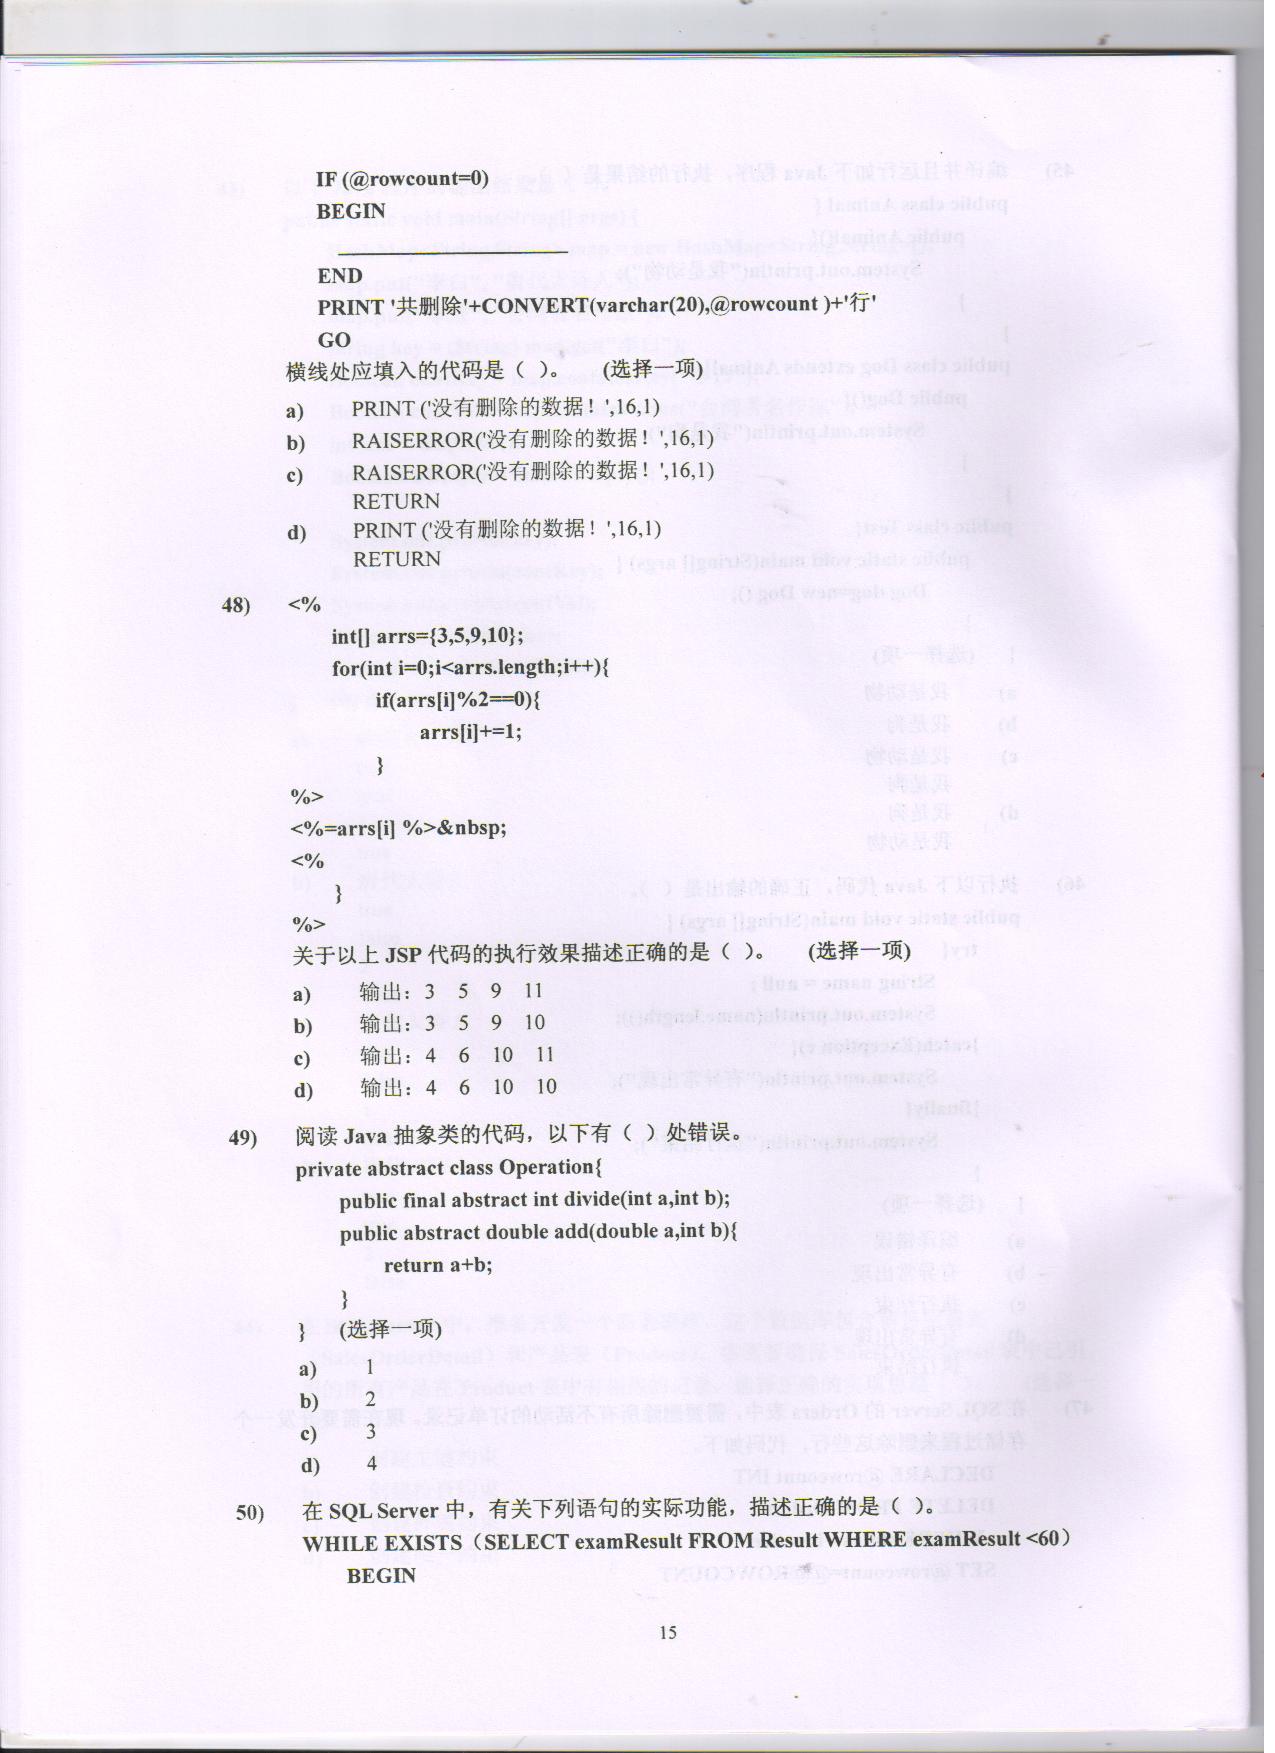 IF (@rowcount=0)
BEGIN
END
PRINT '共删除'+CONVERT(varchar(20),@rowcount )+'行'
GO
横线处应填入的代码是（ ）。 (选择一项)
a) PRINT ('没有删除的数据！',16,1)
b) RAISERROR('没有删除的数据！',16,1)
c) RAISERROR('没有删除的数据！',16,1)
RETURN
d) PRINT ('没有删除的数据！',16,1)
RETURN
48) <%
int[] arrs={3,5,9,10};
for(int i=0;i<arrs.length;i++){
if(arrs[i]%2==0){
arrs[i]+=1;
}
%>
<%=arrs[i] %>&nbsp;
<%
}
%>
关于以上 JSP 代码的执行效果描述正确的是（ ）。 (选择一项)
a) 输出：3 5 9 11
b) 输出：3 5 9 10
c) 输出：4 6 10 11
d) 输出：4 6 10 10
49) 阅读 Java 抽象类的代码，以下有（ ）处错误。
private abstract class Operation{
public final abstract int divide(int a,int b);
public abstract double add(double a,int b){
return a+b;
}
} (选择一项)
a) 1
b) 2
c) 3
d) 4
50) 在 SQL Server 中，有关下列语句的实际功能，描述正确的是（ ）。
WHILE EXISTS（SELECT examResult FROM Result WHERE examResult <60）
BEGIN
15